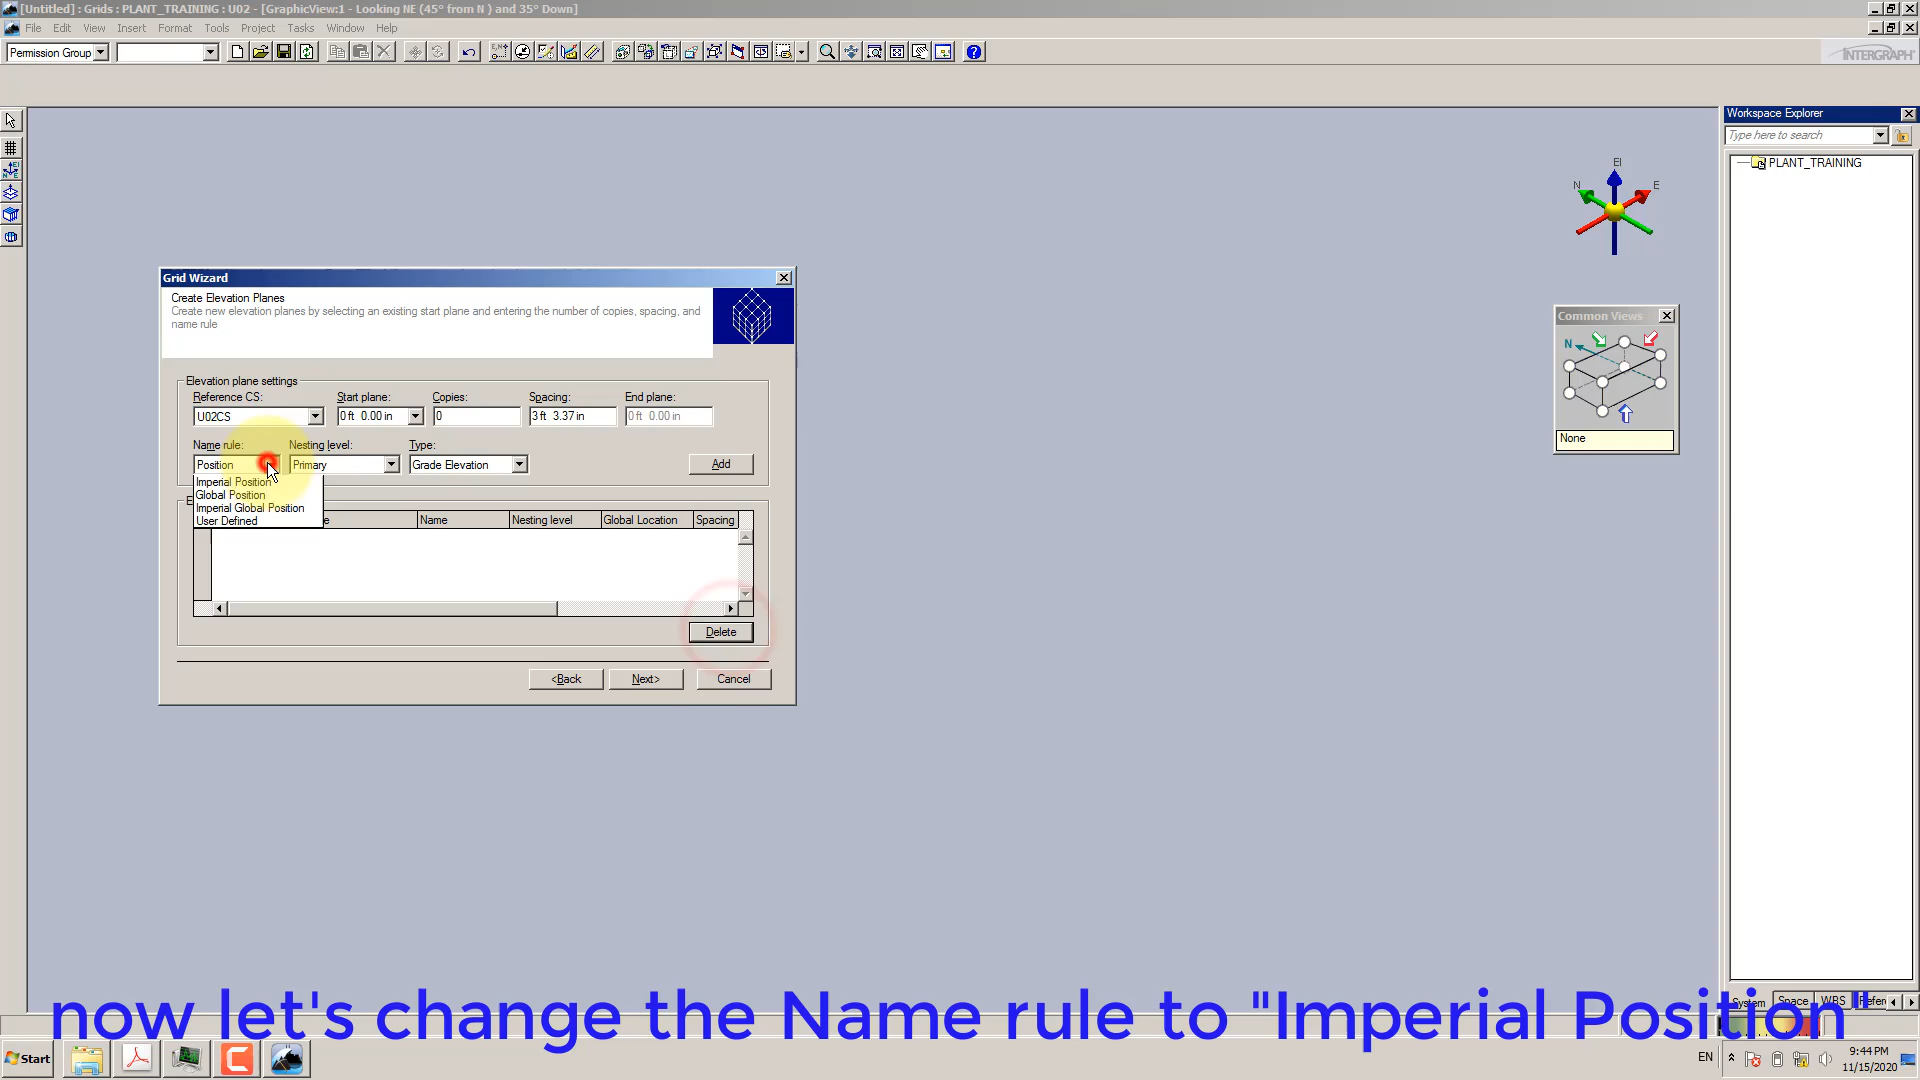 [Untitled] : Grids : PLANT_TRAINING : U02 - [GraphicView:1 - Looking NE (45° from N ) and 35° Down]
File Edit View Insert Format Tools Project Tasks Window Help
Permission Group
INTERGRAPH
Workspace Explorer
Type here to search
PLANT_TRAINING
El
N
E
Grid Wizard
Create Elevation Planes
Create new elevation planes by selecting an existing start plane and entering the number of copies, spacing, and
name rule
Common Views
N
None
Elevation plane settings
Reference CS: Start plane: Copies: Spacing: End plane:
U02CS 0 ft 0.00 in 0 3 ft 3.37 in 0 ft 0.00 in
Name rule: Nesting level: Type:
Position Primary Grade Elevation Add
Imperial Position
Global Position
Imperial Global Position
User Defined
Name Nesting level Global Location Spacing
Delete
<Back Next> Cancel
System Space WBS
now let's change the Name rule to "Imperial Position"
Start
EN
9:44 PM
11/15/2020